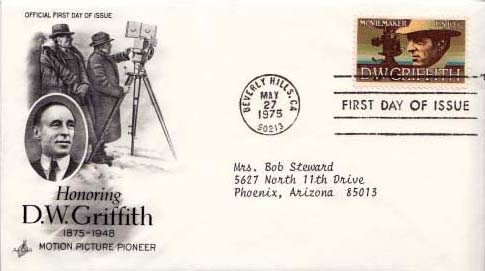 OFFICIAL FIRST DAY OF ISSUE
Honoring
D.W. Griffith
1875-1948
MOTION PICTURE PIONEER
BEVERLY HILLS, CA
MAY
27
1975
90213
MOVIEMAKER
D.W. GRIFFITH
FIRST DAY OF ISSUE
Mrs. Bob Steward
5627 North 11th Drive
Phoenix, Arizona 85013